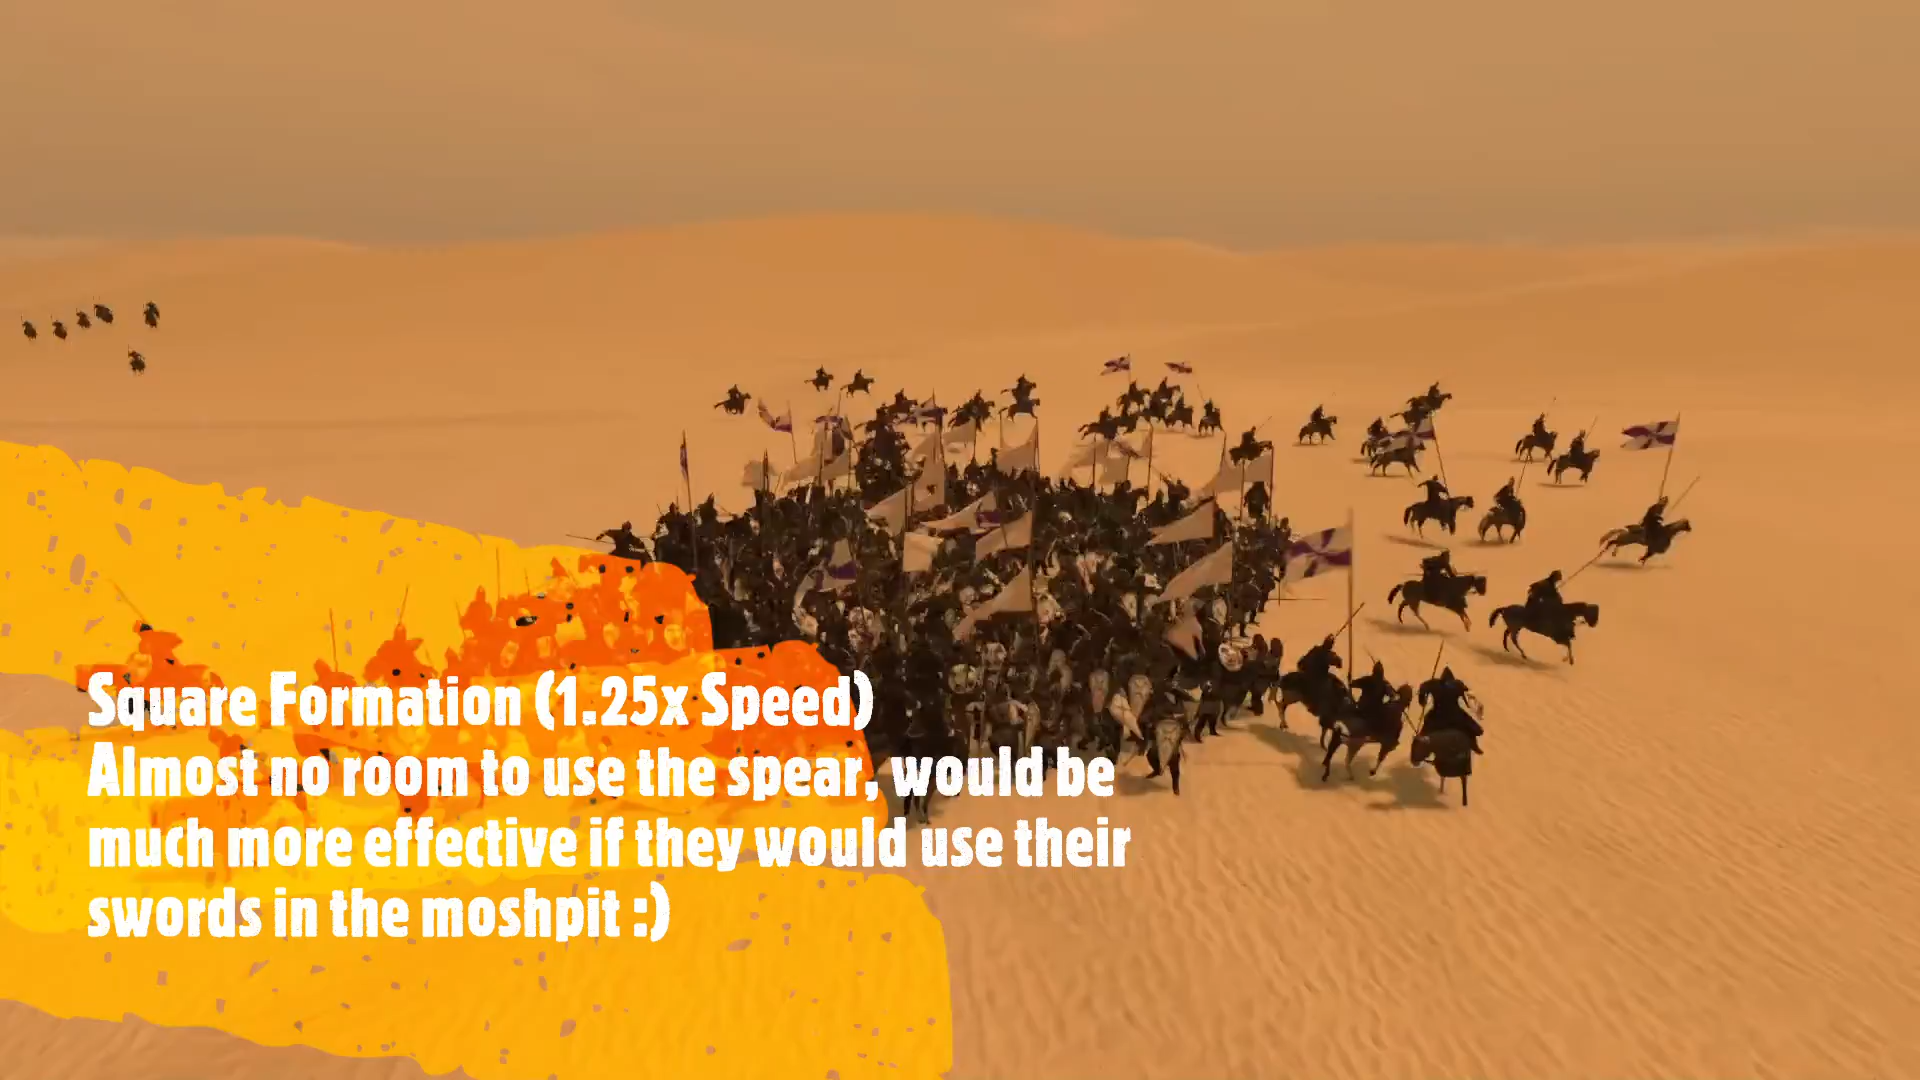 Square Formation (1.25x Speed)
Almost no room to use the spear, would be
much more effective if they would use their
swords in the moshpit :)